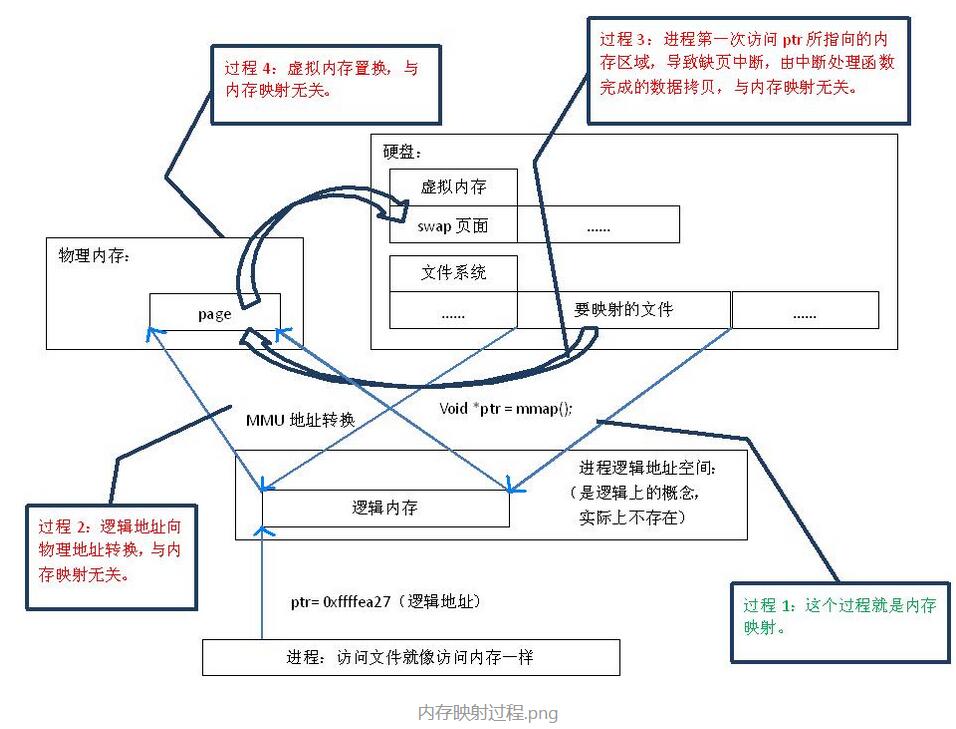 过程 4：虚拟内存置换，与
内存映射无关。
过程 3：进程第一次访问 ptr 所指向的内
存区域，导致缺页中断，由中断处理函数
完成的数据拷贝，与内存映射无关。
硬盘：
虚拟内存
swap 页面
......
物理内存：
page
文件系统
......
要映射的文件
......
MMU 地址转换
Void *ptr = mmap();
进程逻辑地址空间：
（是逻辑上的概念，
实际上不存在）
逻辑内存
过程 2：逻辑地址向
物理地址转换，与内
存映射无关。
ptr= 0xffffea27（逻辑地址）
过程 1：这个过程就是内存
映射。
进程：访问文件就像访问内存一样
内存映射过程.png